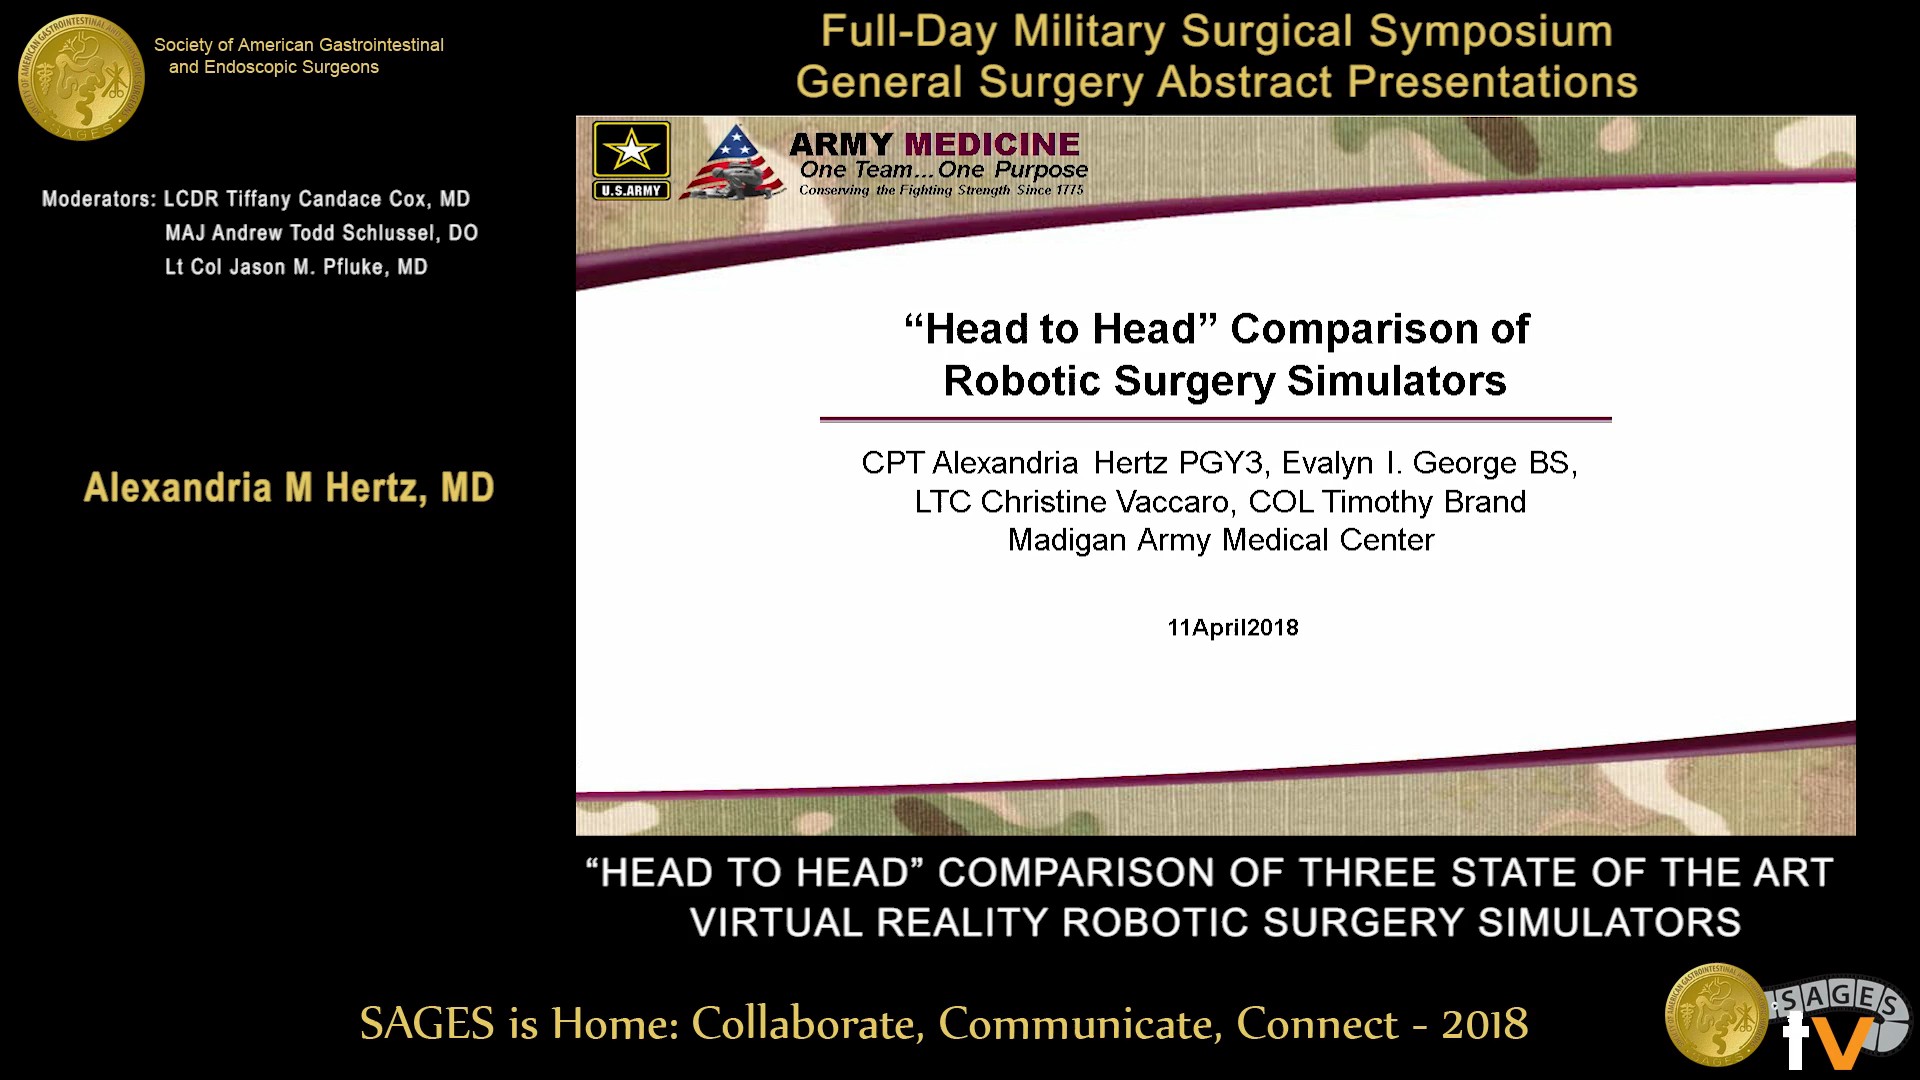 Society of American Gastrointestinal
and Endoscopic Surgeons
Full-Day Military Surgical Symposium
General Surgery Abstract Presentations
Moderators: LCDR Tiffany Candace Cox, MD
MAJ Andrew Todd Schlussel, DO
Lt Col Jason M. Pfluke, MD
Alexandria M Hertz, MD
U.S.ARMY
ARMY MEDICINE
One Team...One Purpose
Conserving the Fighting Strength Since 1775
“Head to Head” Comparison of
Robotic Surgery Simulators
CPT Alexandria Hertz PGY3, Evalyn I. George BS,
LTC Christine Vaccaro, COL Timothy Brand
Madigan Army Medical Center
11April2018
“HEAD TO HEAD” COMPARISON OF THREE STATE OF THE ART
VIRTUAL REALITY ROBOTIC SURGERY SIMULATORS
SAGES is Home: Collaborate, Communicate, Connect - 2018
SAGES
tv